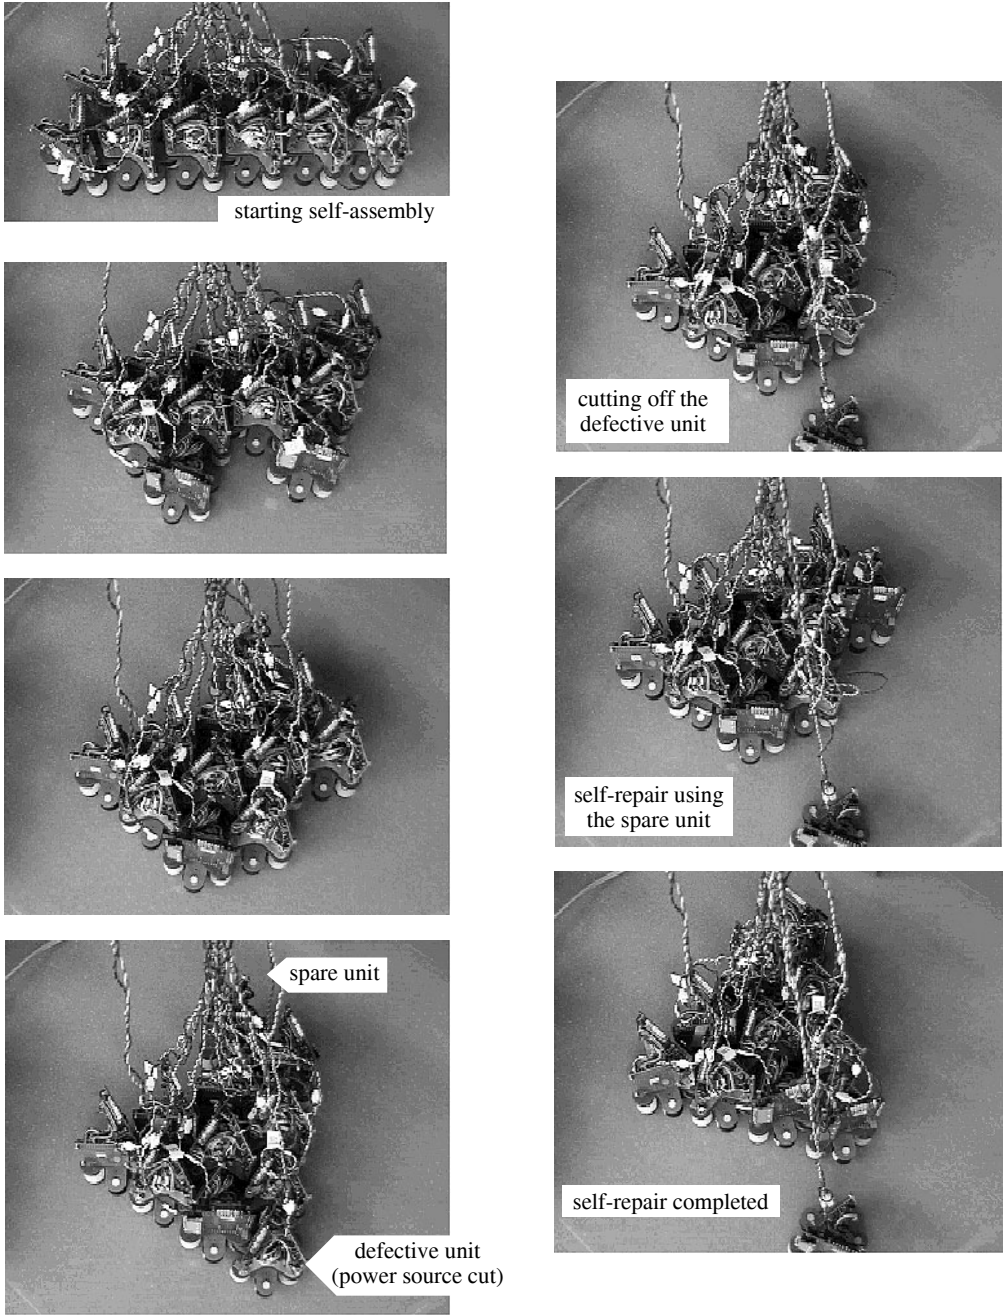 starting self-assembly
spare unit
defective unit
(power source cut)
cutting off the
defective unit
self-repair using
the spare unit
self-repair completed